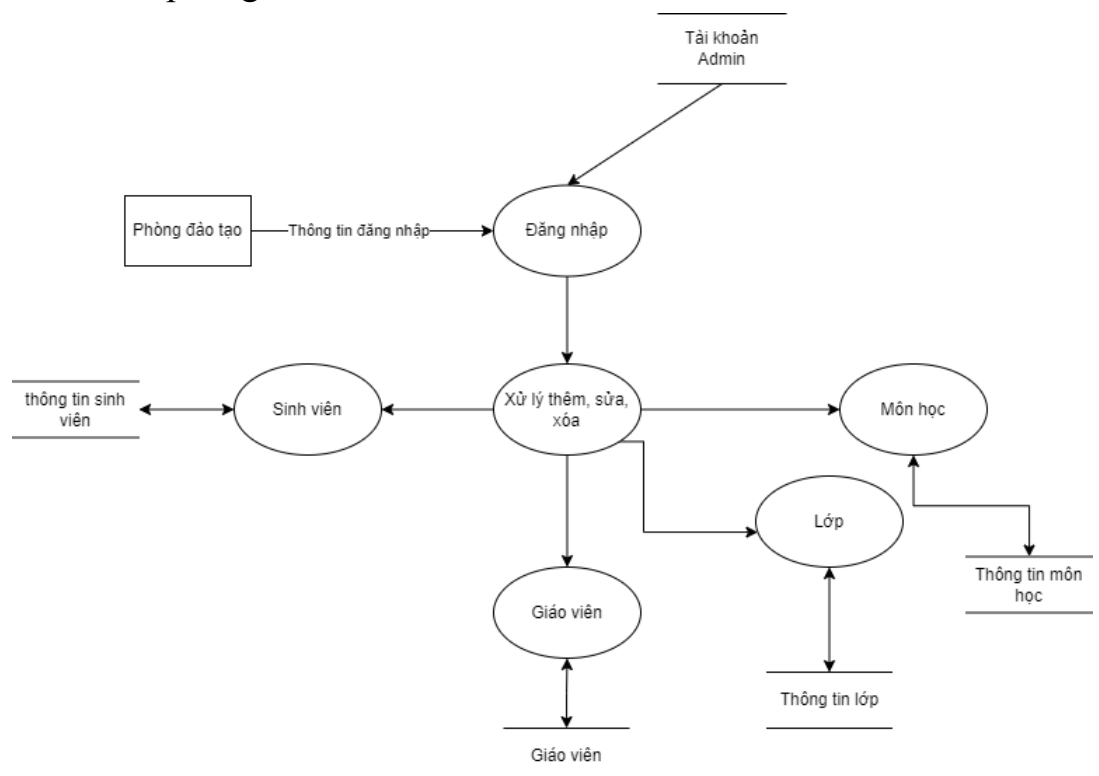 Tài khoản
Admin
Phòng đào tạo
Thông tin đăng nhập
Đăng nhập
thông tin sinh
viên
Sinh viên
Xử lý thêm, sửa,
xóa
Môn học
Lớp
Thông tin môn
học
Giáo viên
Thông tin lớp
Giáo viên